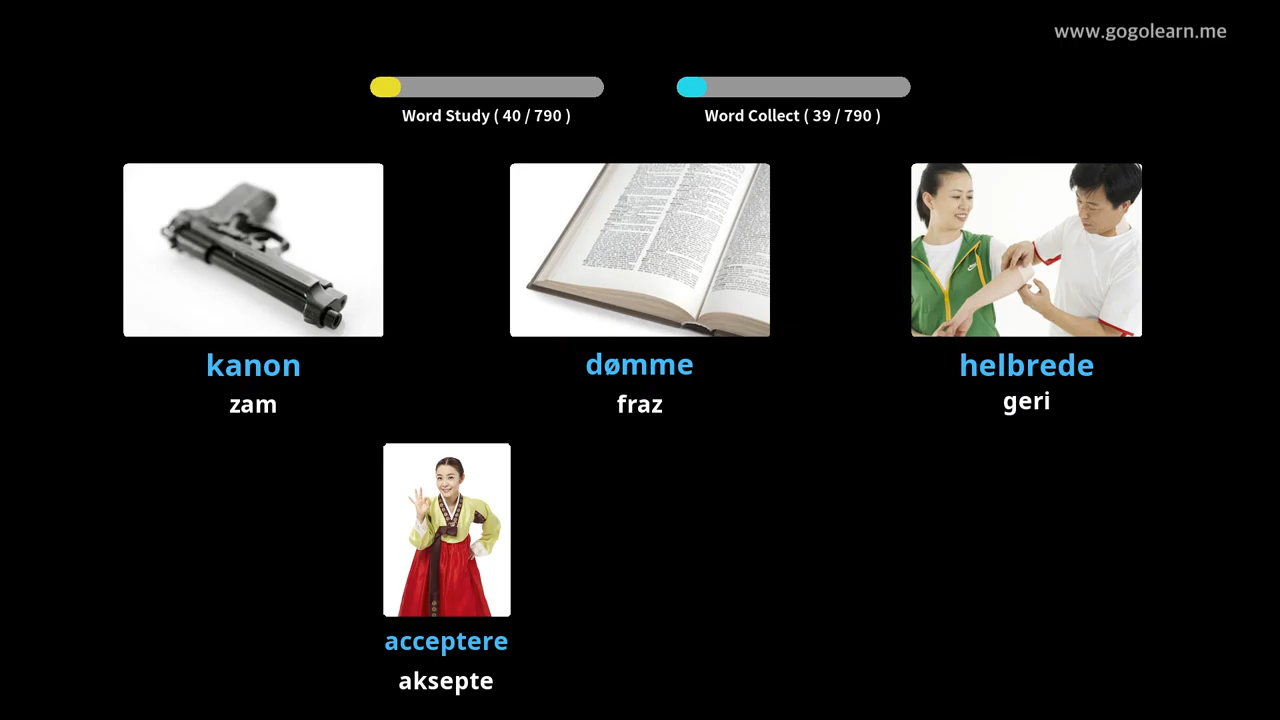 www.gogolearn.me
Word Study ( 40 / 790 )
Word Collect ( 39 / 790 )
kanon
zam
dømme
fraz
helbrede
geri
acceptere
aksepte